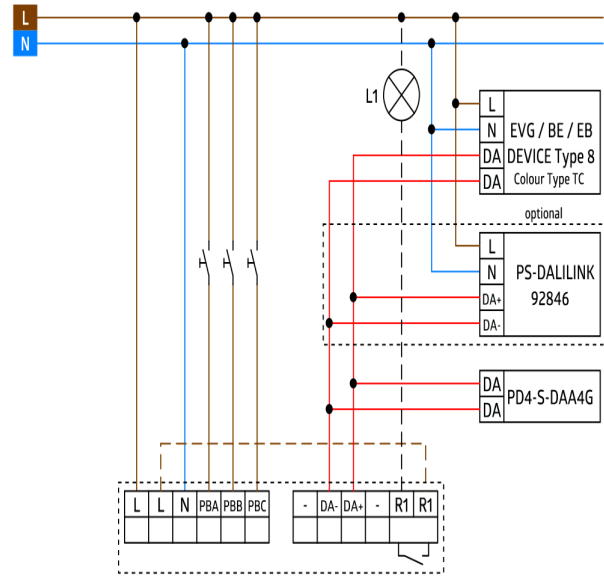 L
N
L1
L
N
DA
DA
EVG / BE / EB
DEVICE Type 8
Colour Type TC
optional
L
N
DA+
DA-
PS-DALILINK
92846
DA
DA
PD4-S-DAA4G
L L N PBA PBB PBC - DA- DA+ - R1 R1